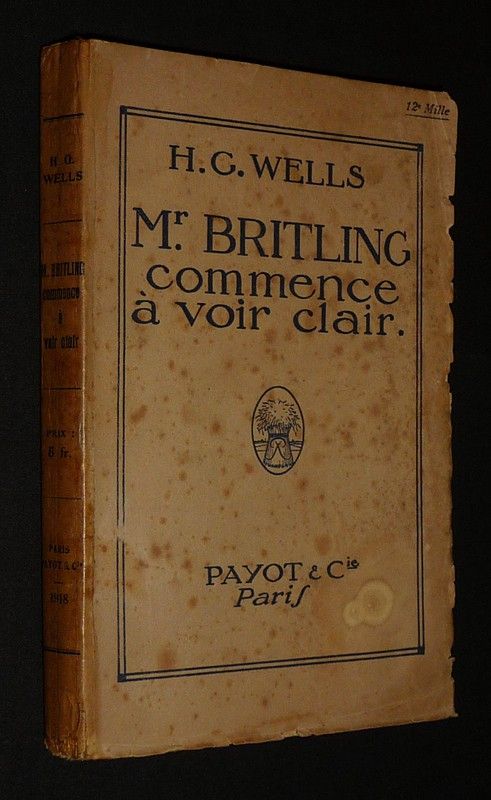 12e Mille
H. G. WELLS
Mr. BRITLING
commence
à voir clair.
PAYOT & Cie
Paris
H. G.
WELLS
M. BRITLING
commence
à
voir clair
PRIX :
6 fr.
PARIS
PAYOT & Cie
1918